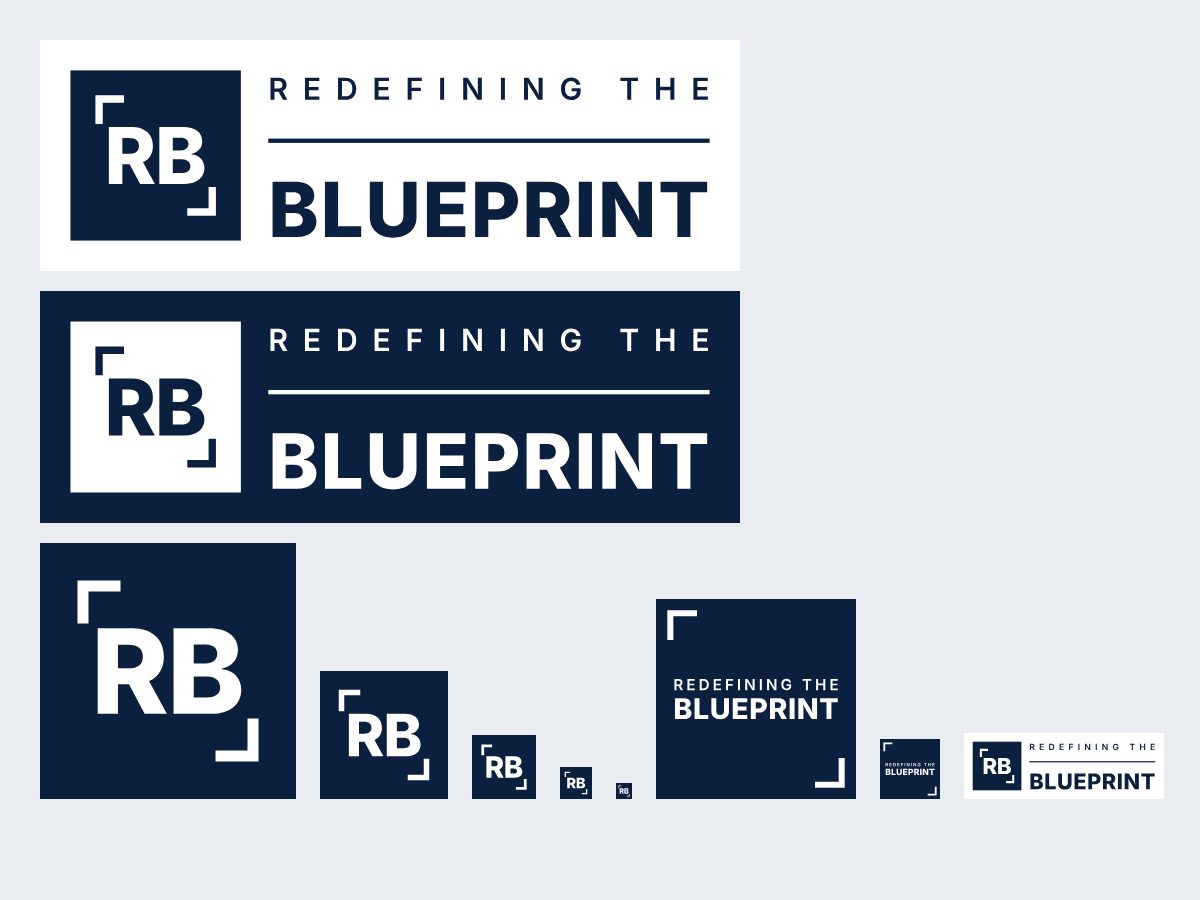 RB
REDEFINING THE
BLUEPRINT
RB
REDEFINING THE
BLUEPRINT
RB
RB
RB
RB
RB
REDEFINING THE
BLUEPRINT
REDEFINING THE
BLUEPRINT
RB
REDEFINING THE
BLUEPRINT